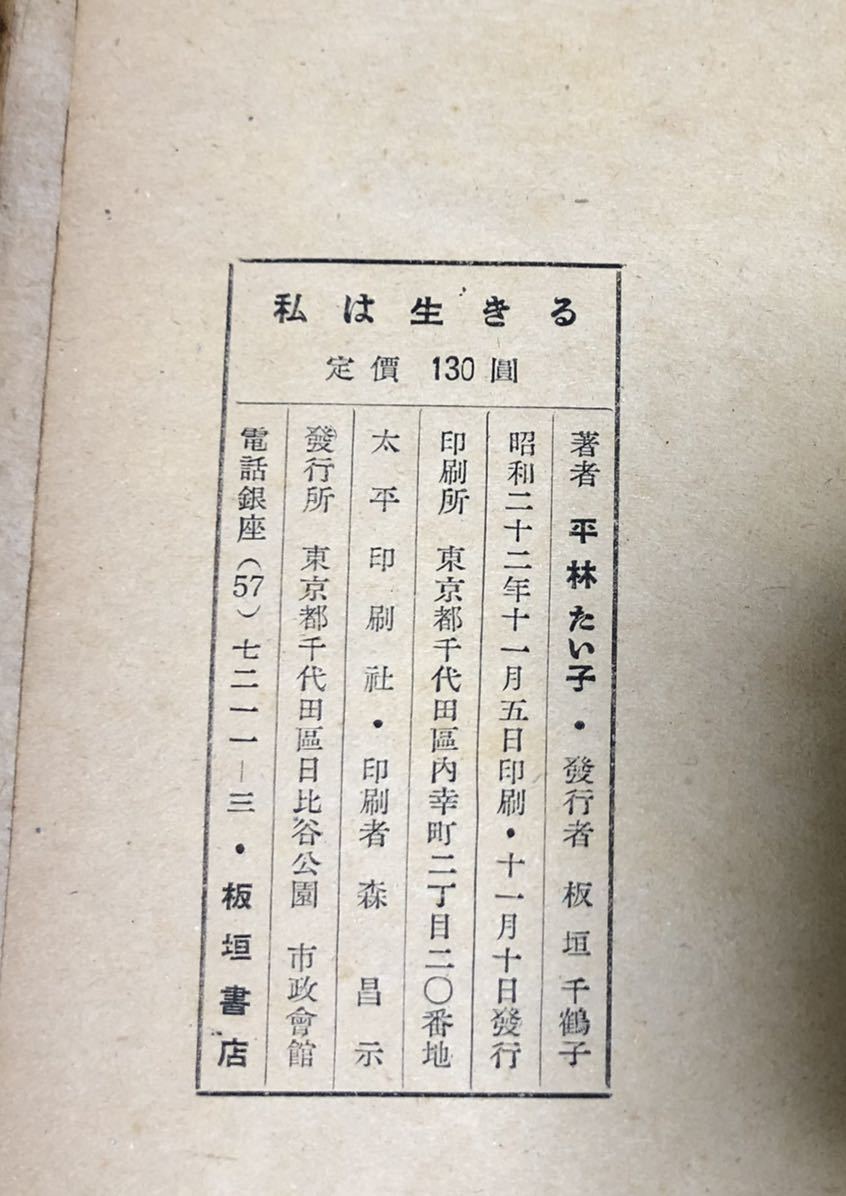 私は生きる
定價 130圓
著者 平林たい子・發行者 板垣千鶴子
昭和二十二年十一月五日印刷・十一月十日發行
印刷所 東京都千代田區內幸町二丁目二〇番地
太平印刷社・印刷者 森昌示
發行所 東京都千代田區日比谷公園 市政會館
電話銀座(57)七二一一―三・板垣書店